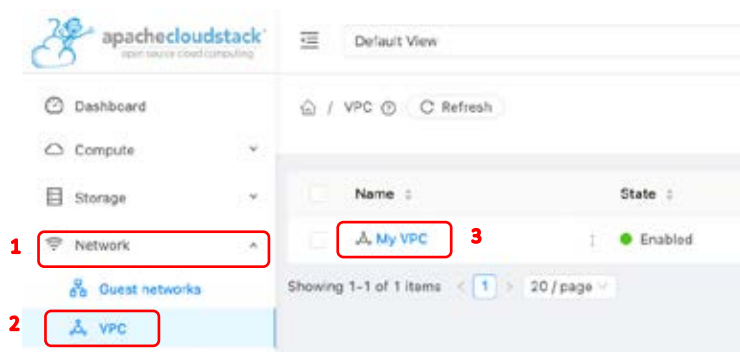 apachecloudstack
open source cloud computing
Default View
Dashboard
/ VPC Refresh
Compute
Storage
Name State
1 Network
My VPC 3 Enabled
Guest networks
Showing 1-1 of 1 items < 1 > 20 / page
2 VPC